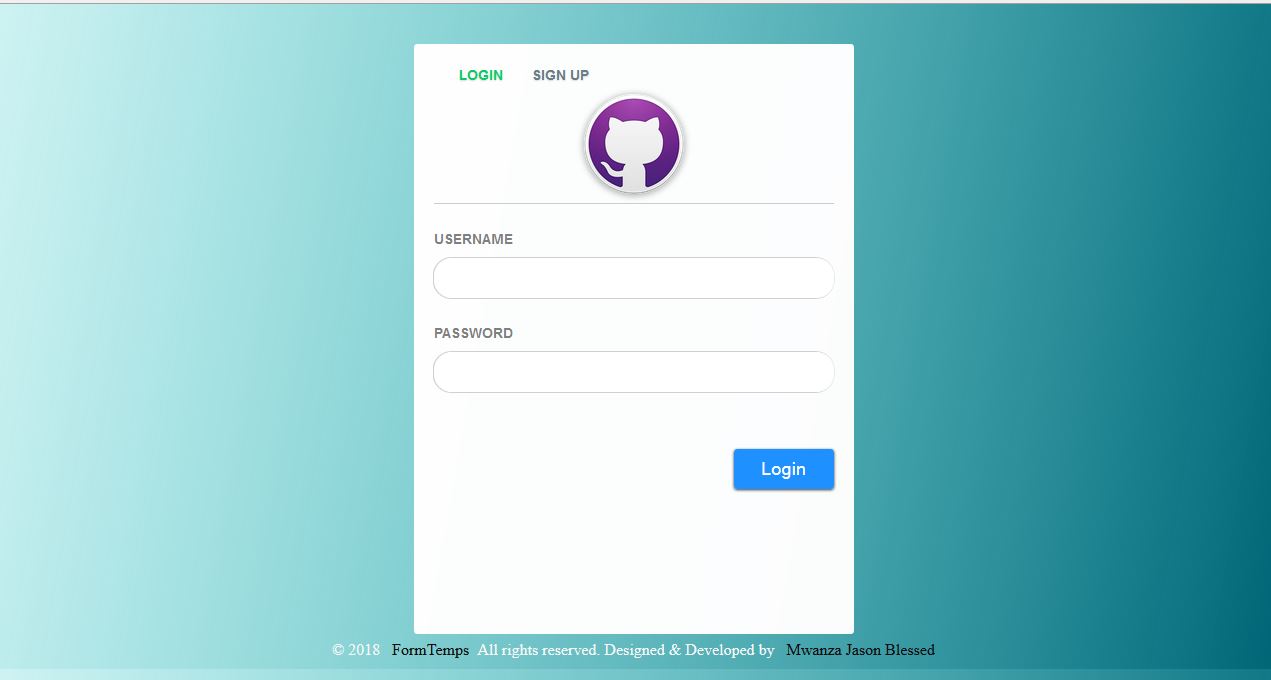 LOGIN SIGN UP
USERNAME
PASSWORD
Login
© 2018 FormTemps All rights reserved. Designed & Developed by Mwanza Jason Blessed